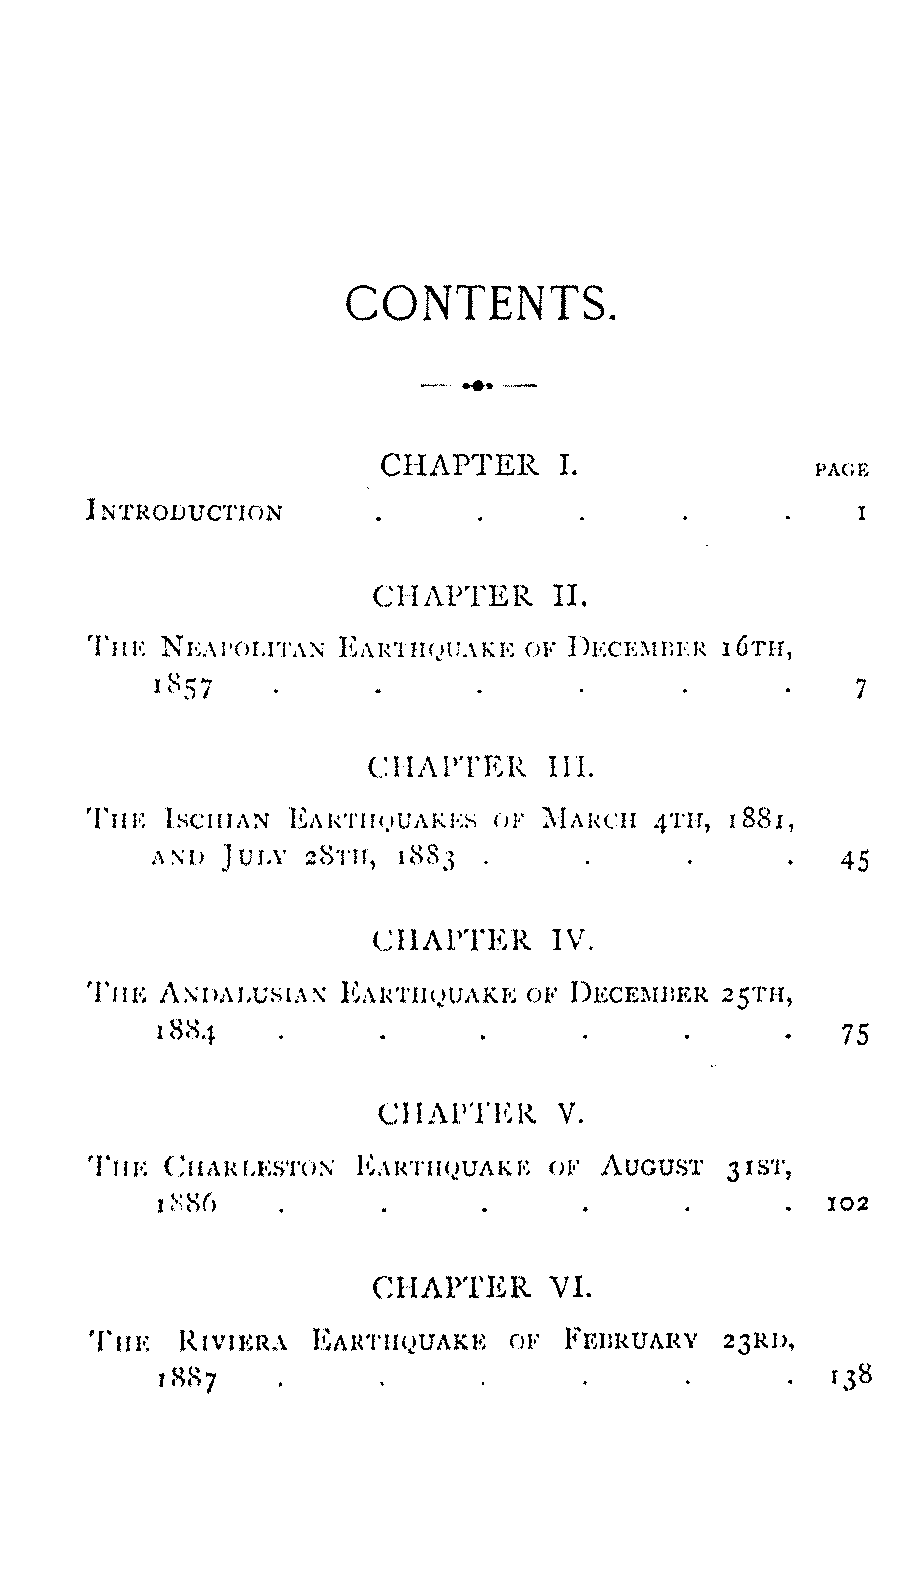 CONTENTS.
CHAPTER I.
PAGE
INTRODUCTION . . . . . 1
CHAPTER II.
THE NEAPOLITAN EARTHQUAKE OF DECEMBER 16TH,
1857 . . . . . . 7
CHAPTER III.
THE ISCHIAN EARTHQUAKES OF MARCH 4TH, 1881,
AND JULY 28TH, 1883 . . . . 45
CHAPTER IV.
THE ANDALUSIAN EARTHQUAKE OF DECEMBER 25TH,
1884 . . . . . . 75
CHAPTER V.
THE CHARLESTON EARTHQUAKE OF AUGUST 31ST,
1886 . . . . . . 102
CHAPTER VI.
THE RIVIERA EARTHQUAKE OF FEBRUARY 23RD,
1887 . . . . . . 138